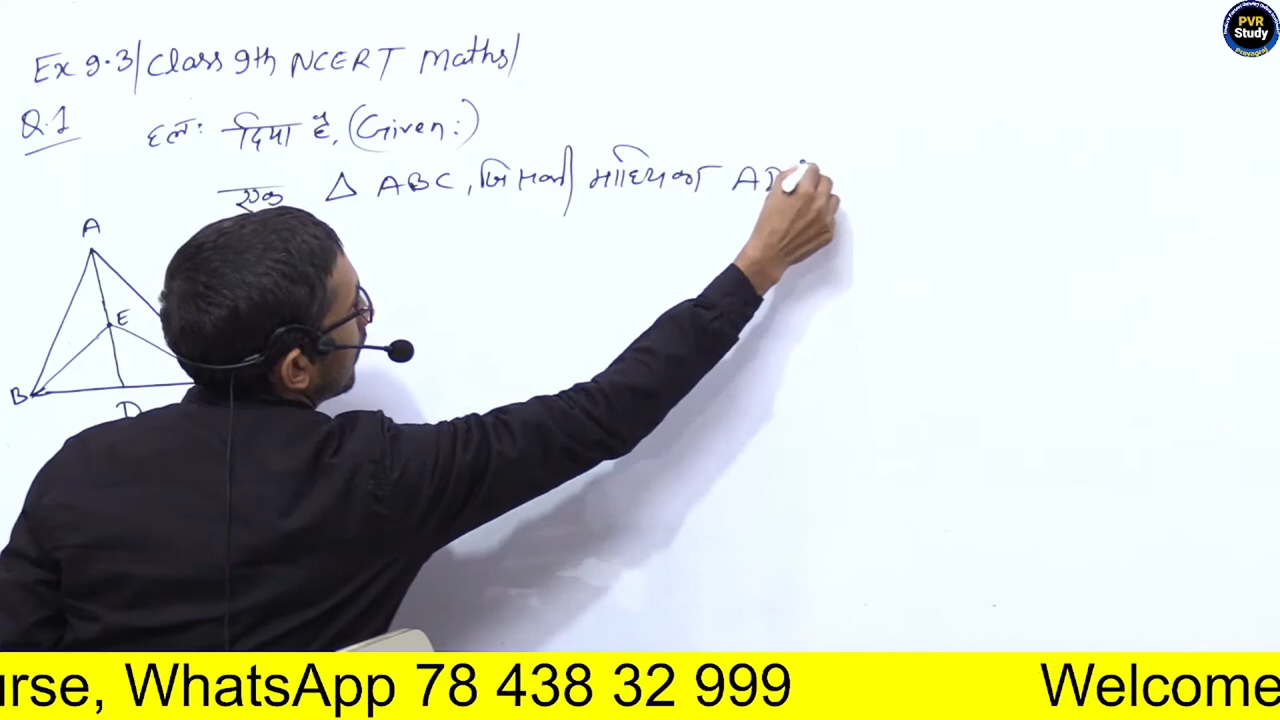 Ex 9.3/Class 9th NCERT Maths/
Q.1 हल: दिया है, (Given:)
एक △ ABC, जिसकी माध्यिका AD
A
E
B
D
PVR
Study
Prayagraj
urse, WhatsApp 78 438 32 999 Welcome